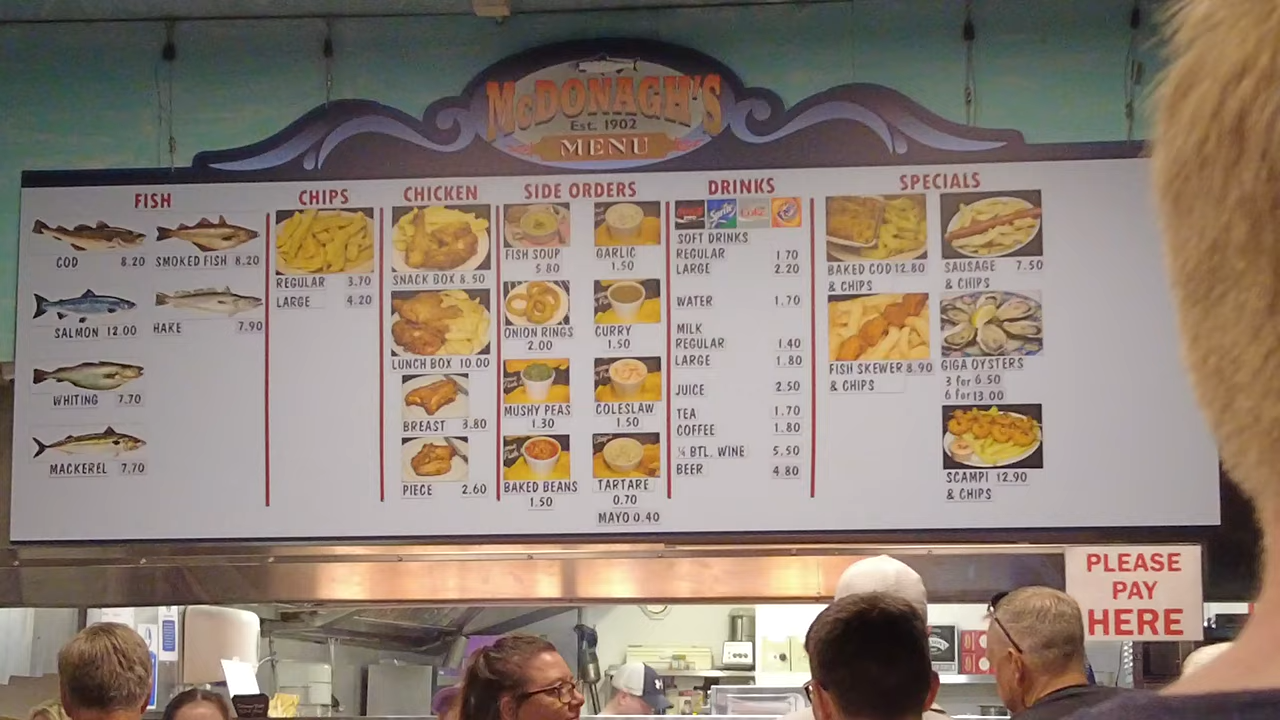 McDONAGH'S
Est. 1902
MENU
FISH
COD 8.20
SMOKED FISH 8.20
SALMON 12.00
HAKE 7.90
WHITING 7.70
MACKEREL 7.70
CHIPS
REGULAR 3.70
LARGE 4.20
CHICKEN
SNACK BOX 8.50
LUNCH BOX 10.00
BREAST 3.80
PIECE 2.60
SIDE ORDERS
FISH SOUP
5 80
GARLIC
1.50
ONION RINGS
2.00
CURRY
1.50
MUSHY PEAS
1.30
COLESLAW
1.50
BAKED BEANS
1.50
TARTARE
0.70
MAYO 0.40
DRINKS
Sprite
Coke
SOFT DRINKS
REGULAR 1 70
LARGE 2.20
WATER 1.70
MILK
REGULAR 1.40
LARGE 1.80
JUICE 2.50
TEA 1.70
COFFEE 1.80
¼ BTL. WINE 5.50
BEER 4.80
SPECIALS
BAKED COD 12.80
& CHIPS
SAUSAGE 7.50
& CHIPS
FISH SKEWER 8.90
& CHIPS
GIGA OYSTERS
3 for 6.50
6 for 13.00
SCAMPI 12.90
& CHIPS
PLEASE
PAY
HERE